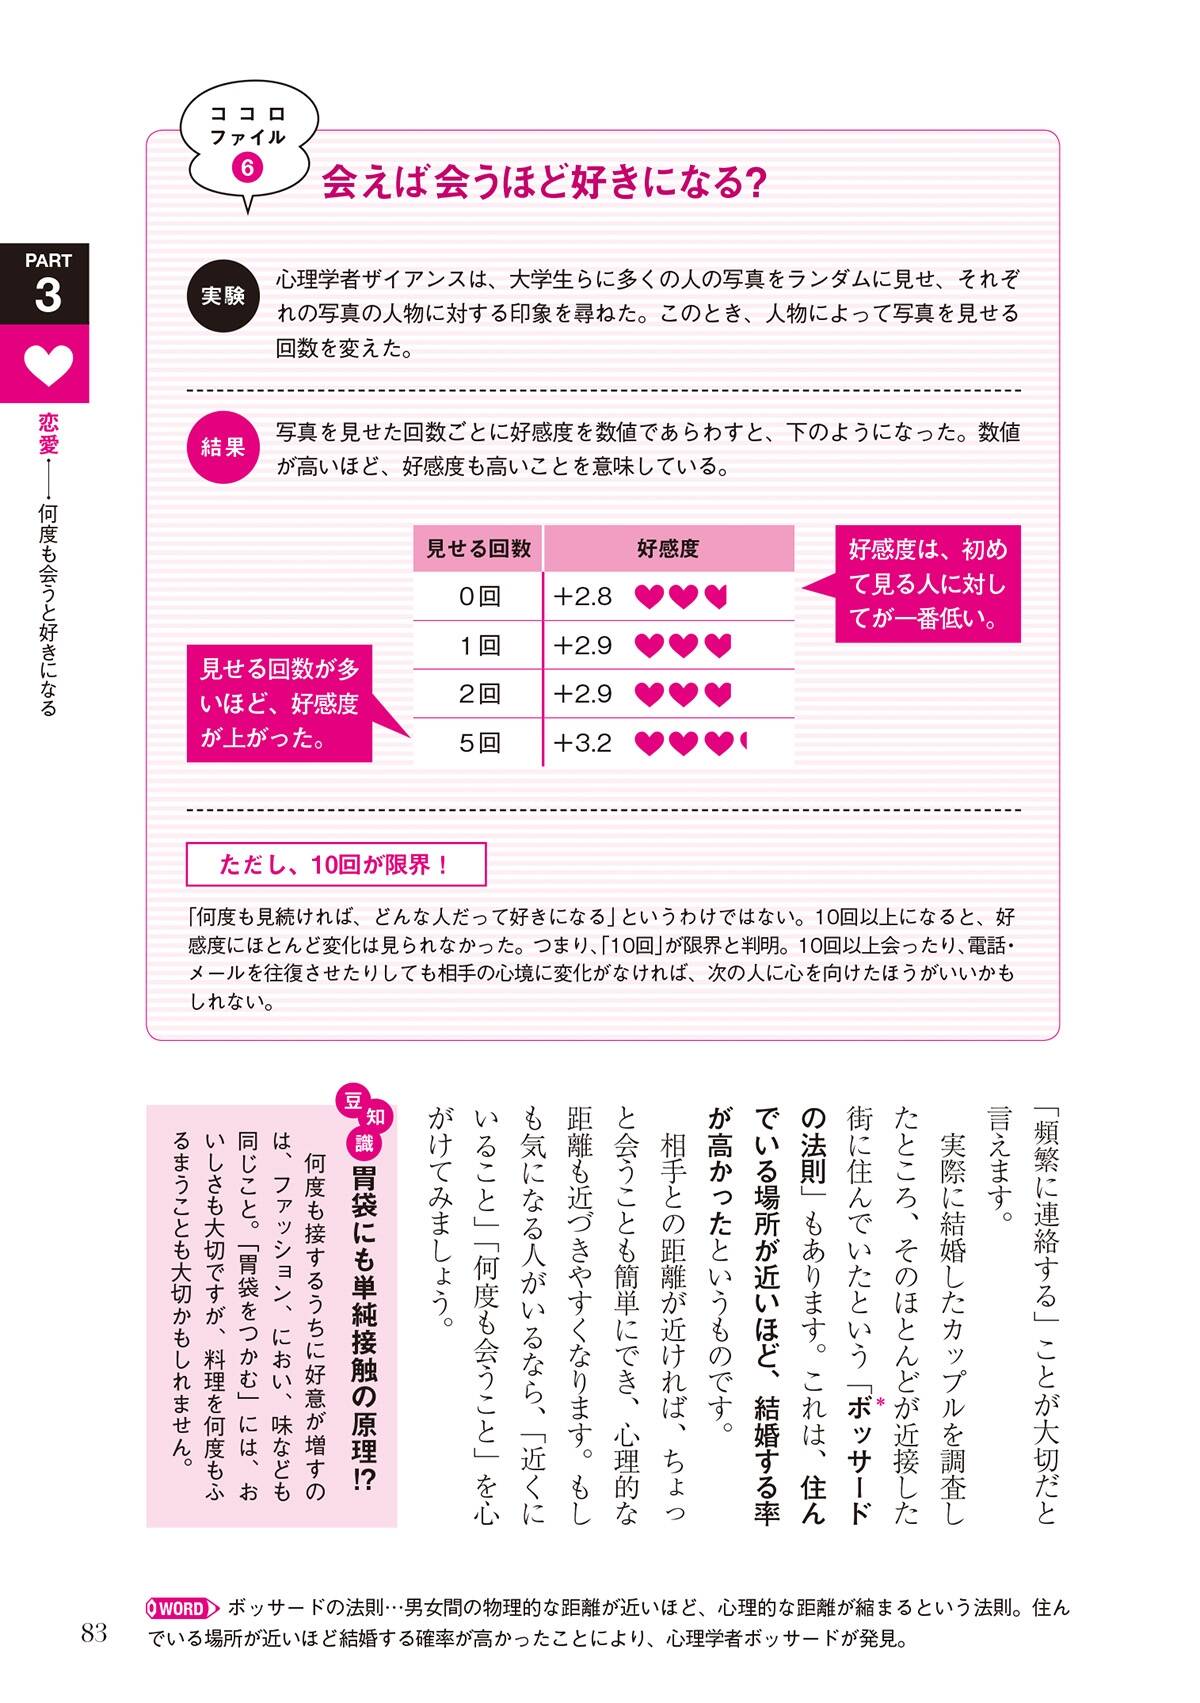 ココロ
ファイル
6
会えば会うほど好きになる?
PART
3
恋愛――何度も会うと好きになる
実験
心理学者ザイアンスは、大学生らに多くの人の写真をランダムに見せ、それぞ
れの写真の人物に対する印象を尋ねた。このとき、人物によって写真を見せる
回数を変えた。
結果
写真を見せた回数ごとに好感度を数値であらわすと、下のようになった。数値
が高いほど、好感度も高いことを意味している。
見せる回数 好感度
0回 +2.8
1回 +2.9
2回 +2.9
5回 +3.2
好感度は、初め
て見る人に対し
てが一番低い。
見せる回数が多
いほど、好感度
が上がった。
ただし、10回が限界！
「何度も見続ければ、どんな人だって好きになる」というわけではない。10回以上になると、好
感度にほとんど変化は見られなかった。つまり、「10回」が限界と判明。10回以上会ったり、電話・
メールを往復させたりしても相手の心境に変化がなければ、次の人に心を向けたほうがいいかも
しれない。
「頻繁に連絡する」ことが大切だと
言えます。
実際に結婚したカップルを調査し
たところ、そのほとんどが近接した
街に住んでいたという「ボッサード
の法則」もあります。これは、住ん
でいる場所が近いほど、結婚する率
が高かったというものです。
相手との距離が近ければ、ちょっ
と会うことも簡単にでき、心理的な
距離も近づきやすくなります。もし
も気になる人がいるなら、「近くに
いること」「何度も会うこと」を心
がけてみましょう。
豆知識
胃袋にも単純接触の原理!?
何度も接するうちに好意が増すの
は、ファッション、におい、味なども
同じこと。「胃袋をつかむ」には、お
いしさも大切ですが、料理を何度もふ
るまうことも大切かもしれません。
WORD ボッサードの法則…男女間の物理的な距離が近いほど、心理的な距離が縮まるという法則。住ん
でいる場所が近いほど結婚する確率が高かったことにより、心理学者ボッサードが発見。
83